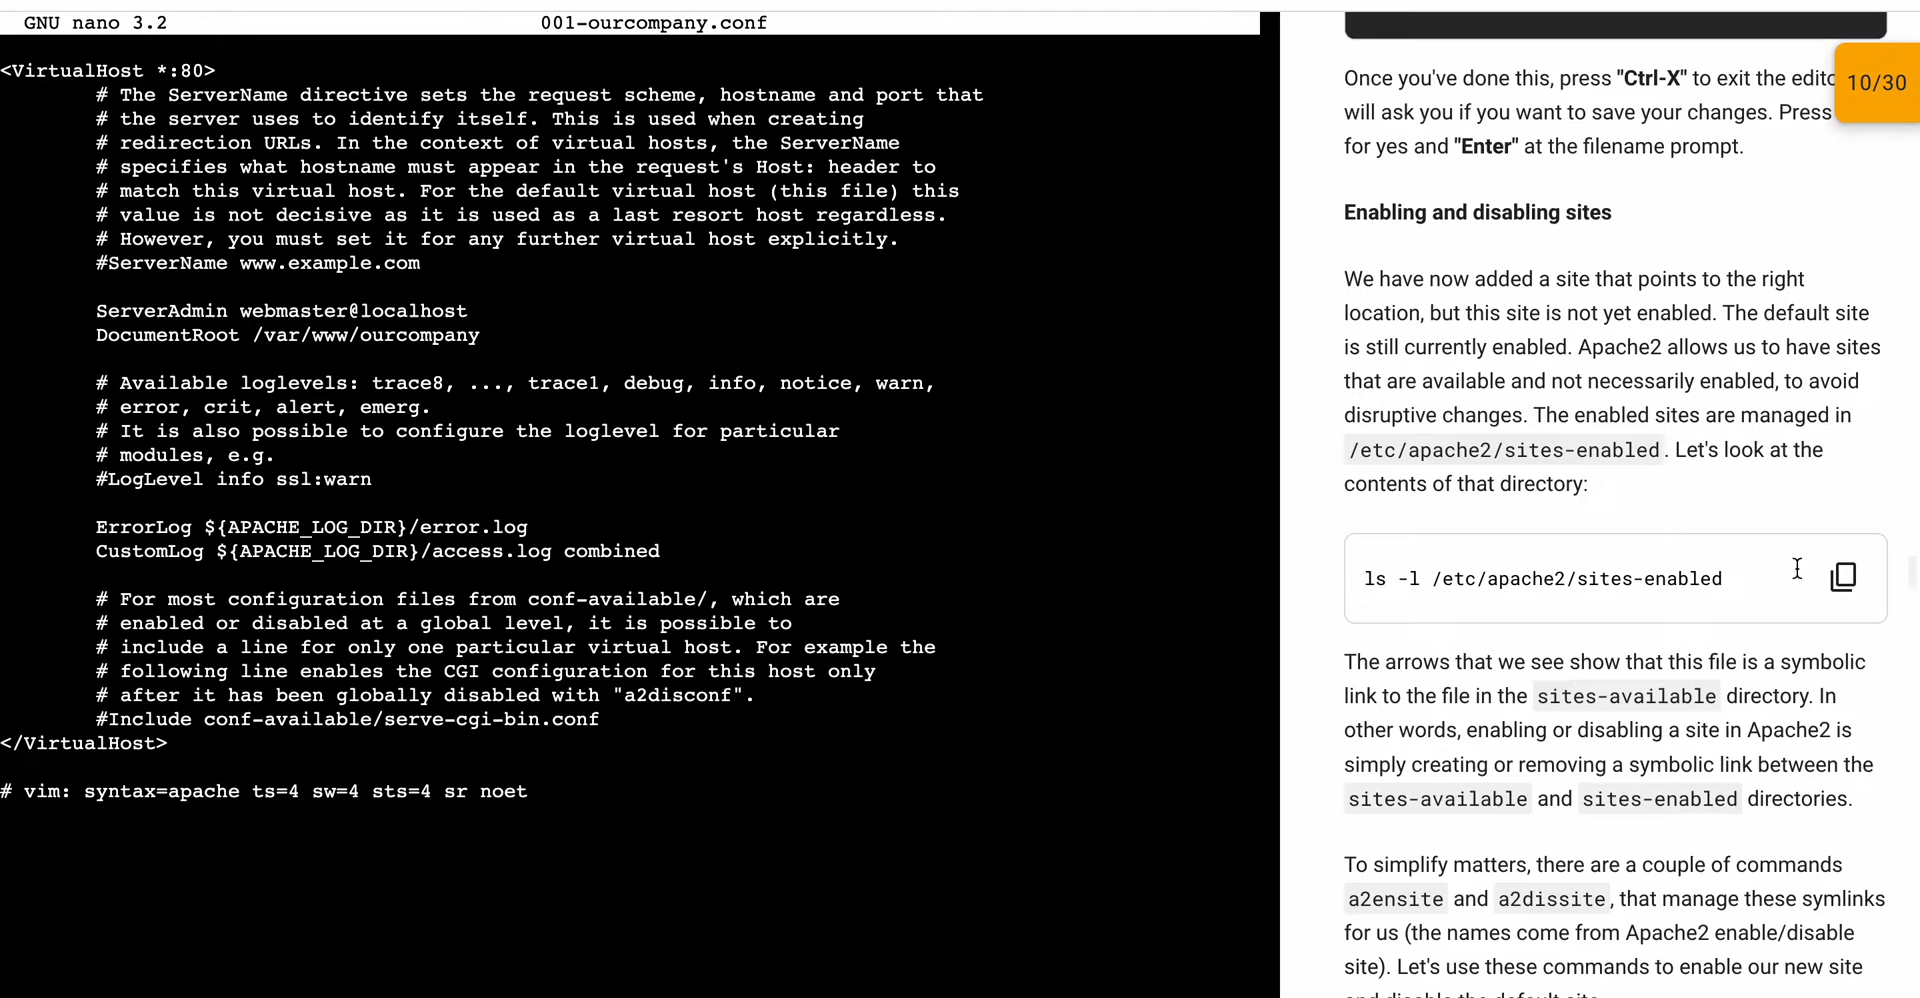 GNU nano 3.2 001-ourcompany.conf
<VirtualHost *:80>
# The ServerName directive sets the request scheme, hostname and port that
# the server uses to identify itself. This is used when creating
# redirection URLs. In the context of virtual hosts, the ServerName
# specifies what hostname must appear in the request's Host: header to
# match this virtual host. For the default virtual host (this file) this
# value is not decisive as it is used as a last resort host regardless.
# However, you must set it for any further virtual host explicitly.
#ServerName www.example.com
ServerAdmin webmaster@localhost
DocumentRoot /var/www/ourcompany
# Available loglevels: trace8, ..., trace1, debug, info, notice, warn,
# error, crit, alert, emerg.
# It is also possible to configure the loglevel for particular
# modules, e.g.
#LogLevel info ssl:warn
ErrorLog ${APACHE_LOG_DIR}/error.log
CustomLog ${APACHE_LOG_DIR}/access.log combined
# For most configuration files from conf-available/, which are
# enabled or disabled at a global level, it is possible to
# include a line for only one particular virtual host. For example the
# following line enables the CGI configuration for this host only
# after it has been globally disabled with "a2disconf".
#Include conf-available/serve-cgi-bin.conf
</VirtualHost>
# vim: syntax=apache ts=4 sw=4 sts=4 sr noet
Once you've done this, press "Ctrl-X" to exit the
will ask you if you want to save your changes. Press
for yes and "Enter" at the filename prompt.
10/30
Enabling and disabling sites
We have now added a site that points to the right
location, but this site is not yet enabled. The default site
is still currently enabled. Apache2 allows us to have sites
that are available and not necessarily enabled, to avoid
disruptive changes. The enabled sites are managed in
/etc/apache2/sites-enabled. Let's look at the
contents of that directory:
ls -l /etc/apache2/sites-enabled
The arrows that we see show that this file is a symbolic
link to the file in the sites-available directory. In
other words, enabling or disabling a site in Apache2 is
simply creating or removing a symbolic link between the
sites-available and sites-enabled directories.
To simplify matters, there are a couple of commands
a2ensite and a2dissite, that manage these symlinks
for us (the names come from Apache2 enable/disable
site). Let's use these commands to enable our new site